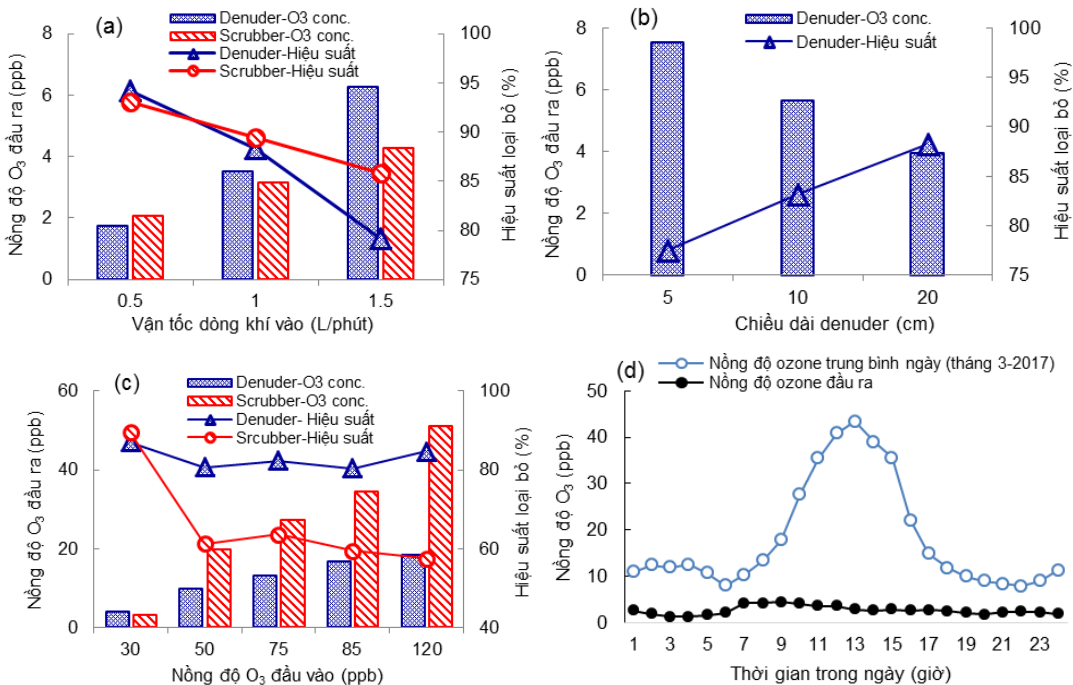 (a)
Denuder-O3 conc.
Scrubber-O3 conc.
Denuder-Hiệu suất
Scrubber-Hiệu suất
Nồng độ O₃ đầu ra (ppb)
8
6
4
2
0
100
95
90
85
80
75
Hiệu suất loại bỏ (%)
0.5 1 1.5
Vận tốc dòng khí vào (L/phút)
(b)
Denuder-O3 conc.
Denuder-Hiệu suất
Nồng độ O₃ đầu ra (ppb)
8
6
4
2
0
100
95
90
85
80
75
Hiệu suất loại bỏ (%)
5 10 20
Chiều dài denuder (cm)
(c)
Denuder-O3 conc.
Scrubber-O3 conc.
Denuder- Hiệu suất
Srcubber-Hiệu suất
Nồng độ O₃ đầu ra (ppb)
60
40
20
0
100
80
60
40
Hiệu suất loại bỏ (%)
30 50 75 85 120
Nồng độ O₃ đầu vào (ppb)
(d)
Nồng độ ozone trung bình ngày (tháng 3-2017)
Nồng độ ozone đầu ra
Nồng độ O₃ (ppb)
50
40
30
20
10
0
1 3 5 7 9 11 13 15 17 19 21 23
Thời gian trong ngày (giờ)